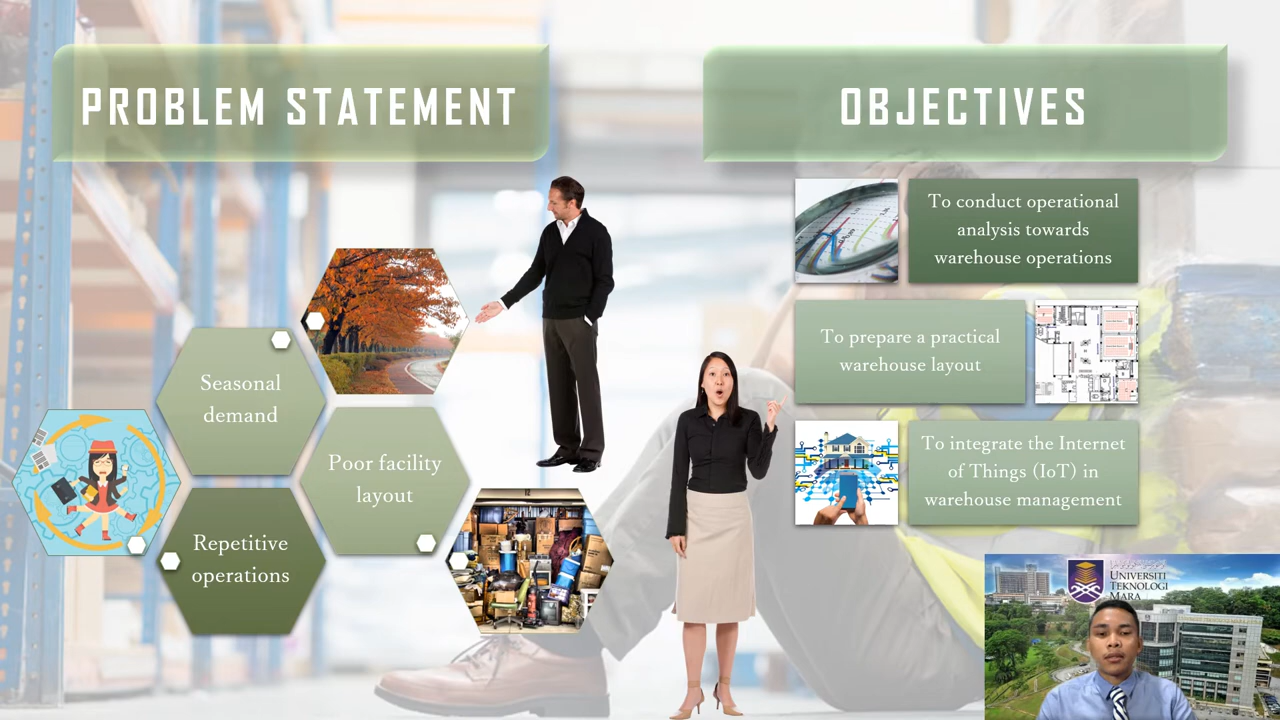 PROBLEM STATEMENT
Seasonal
demand
Poor facility
layout
Repetitive
operations
OBJECTIVES
To conduct operational
analysis towards
warehouse operations
To prepare a practical
warehouse layout
To integrate the Internet
of Things (IoT) in
warehouse management
UNIVERSITI
TEKNOLOGI
MARA